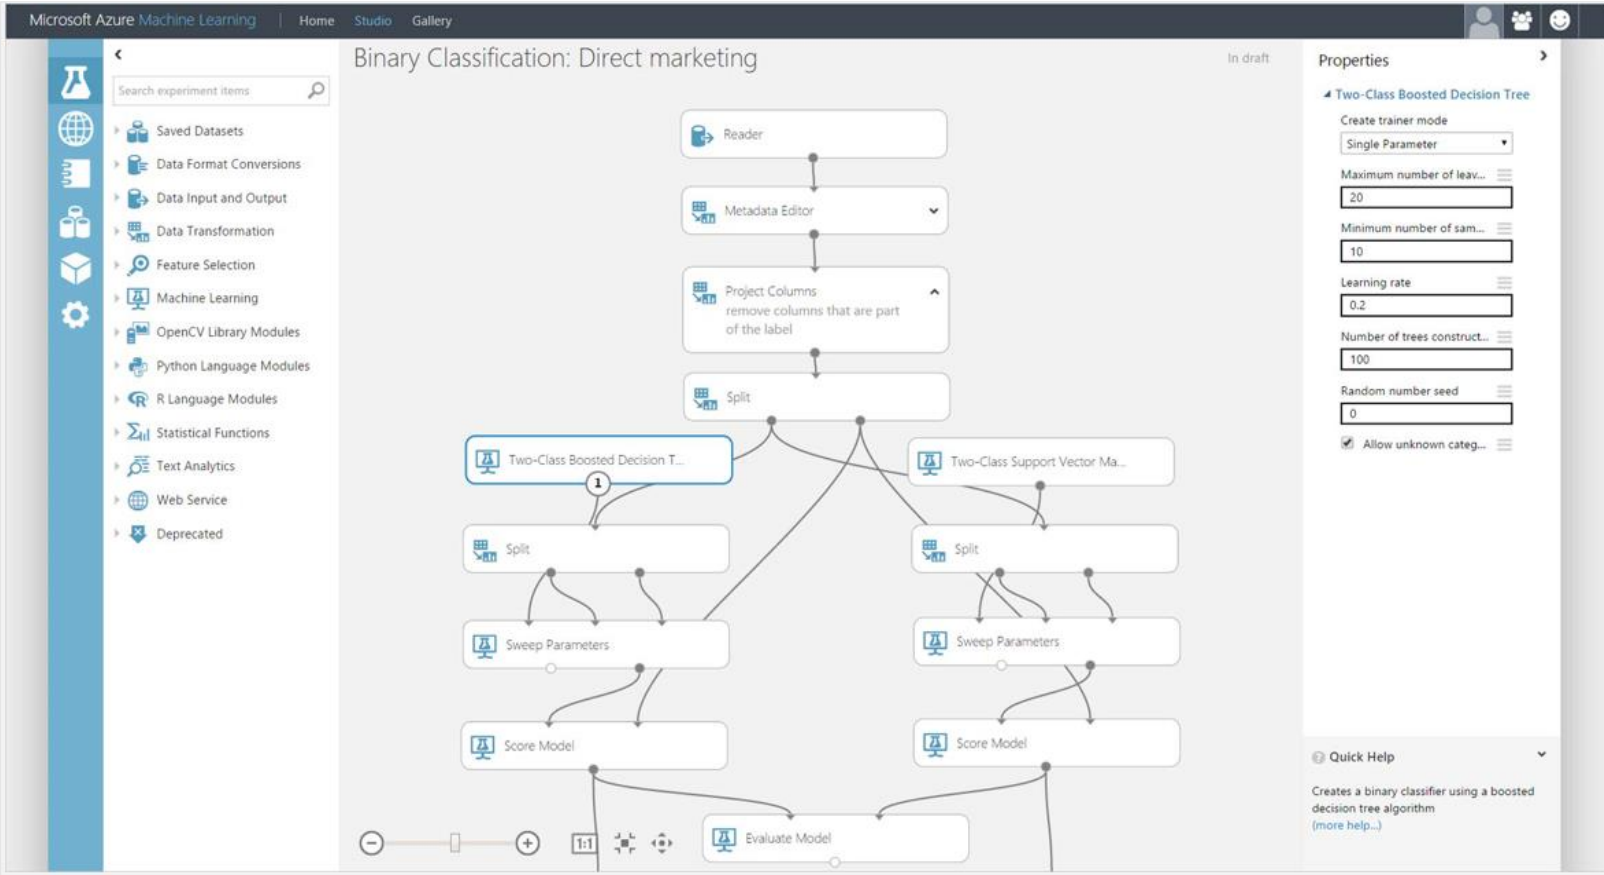 Microsoft Azure Machine Learning | Home Studio Gallery
Search experiment items
Saved Datasets
Data Format Conversions
Data Input and Output
Data Transformation
Feature Selection
Machine Learning
OpenCV Library Modules
Python Language Modules
R Language Modules
Statistical Functions
Text Analytics
Web Service
Deprecated
Binary Classification: Direct marketing
In draft
Reader
Metadata Editor
Project Columns
remove columns that are part
of the label
Split
Two-Class Boosted Decision T...
1
Two-Class Support Vector Ma...
Split
Split
Sweep Parameters
Sweep Parameters
Score Model
Score Model
Evaluate Model
1:1
Properties
Two-Class Boosted Decision Tree
Create trainer mode
Single Parameter
Maximum number of leav...
20
Minimum number of sam...
10
Learning rate
0.2
Number of trees construct...
100
Random number seed
0
Allow unknown categ...
Quick Help
Creates a binary classifier using a boosted
decision tree algorithm
(more help...)